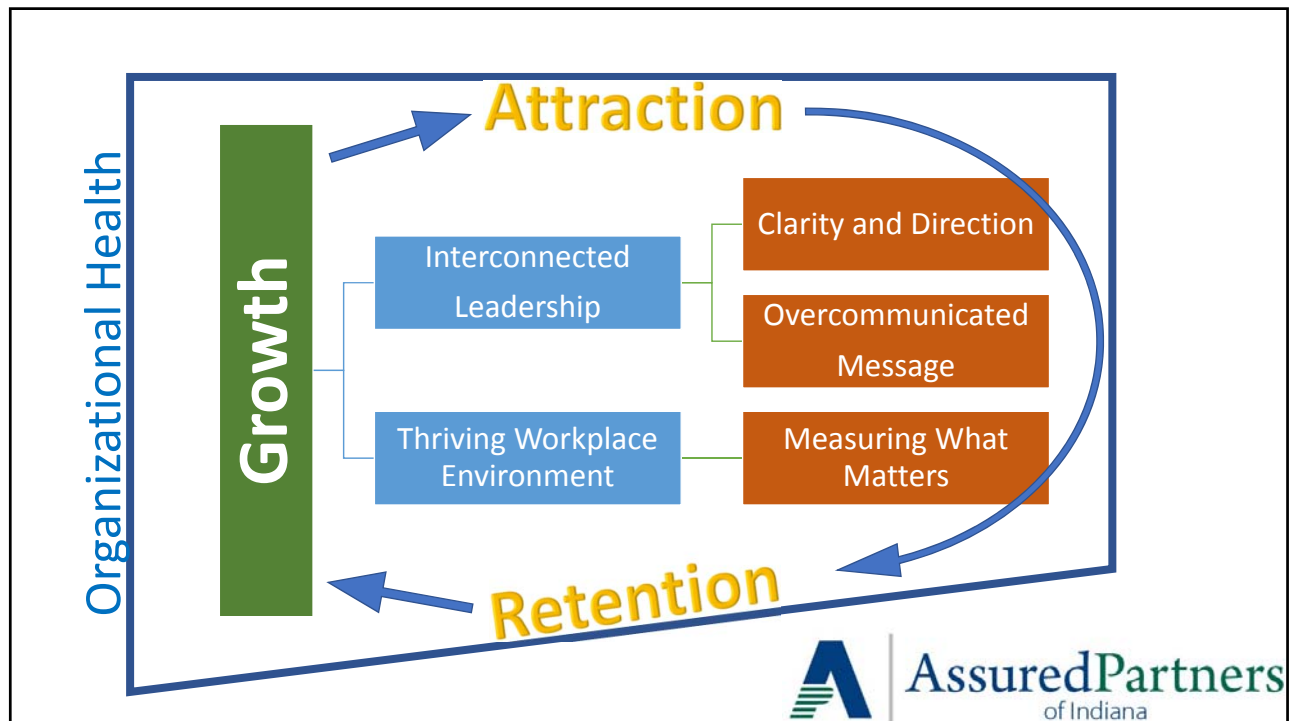 Organizational Health
Attraction
Growth
Interconnected
Leadership
Clarity and Direction
Overcommunicated
Message
Thriving Workplace
Environment
Measuring What
Matters
Retention
AssuredPartners
of Indiana